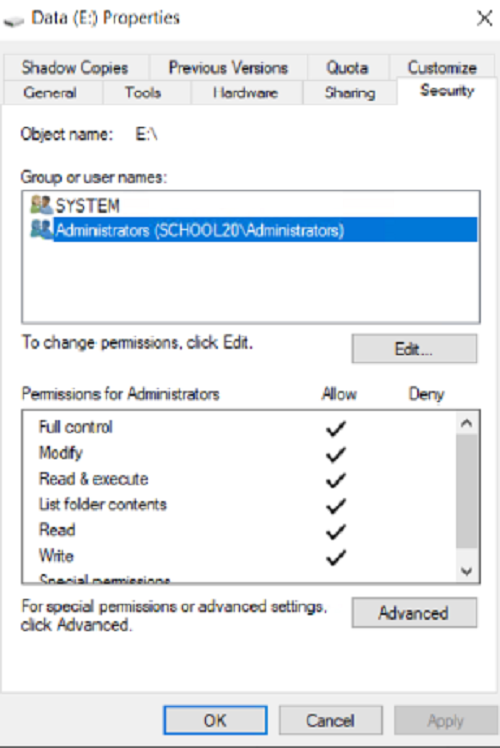 Data (E:) Properties
Shadow Copies Previous Versions Quota Customize
General Tools Hardware Sharing Security
Object name: E:\
Group or user names:
SYSTEM
Administrators (SCHOOL20\Administrators)
To change permissions, click Edit.
Edit...
Permissions for Administrators Allow Deny
Full control
Modify
Read & execute
List folder contents
Read
Write
Special permissions
For special permissions or advanced settings,
click Advanced.
Advanced
OK Cancel Apply